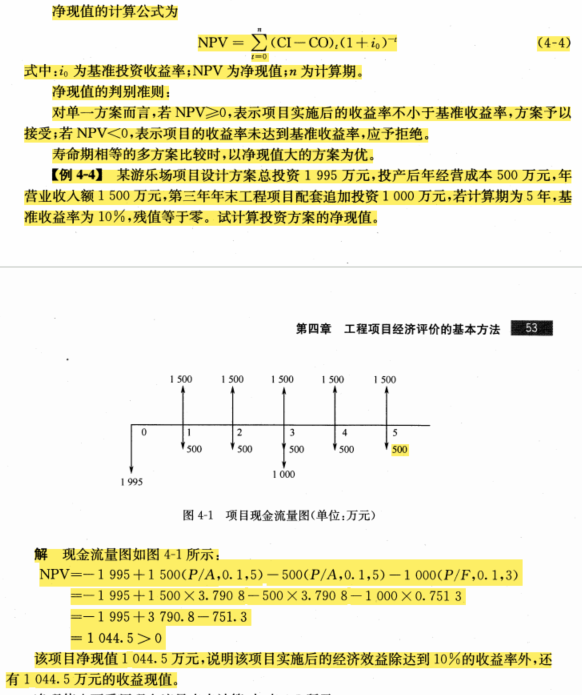 净现值的计算公式为
NPV = ∑(CI－CO)t(1＋i0)^-t (4-4)
n
t=0
式中:i0 为基准投资收益率;NPV 为净现值;n 为计算期。
净现值的判别准则:
对单一方案而言,若 NPV≥0,表示项目实施后的收益率不小于基准收益率,方案予以
接受;若 NPV＜0,表示项目的收益率未达到基准收益率,应予拒绝。
寿命期相等的多方案比较时,以净现值大的方案为优。
【例 4-4】 某游乐场项目设计方案总投资 1 995 万元,投产后年经营成本 500 万元,年
营业收入额 1 500 万元,第三年年末工程项目配套追加投资 1 000 万元,若计算期为 5 年,基
准收益率为 10%,残值等于零。试计算投资方案的净现值。
第四章 工程项目经济评价的基本方法 53
1 500 1 500 1 500 1 500 1 500
0 1 2 3 4 5
500 500 500 500 500
1 995 1 000
图 4-1 项目现金流量图(单位:万元)
解 现金流量图如图 4-1 所示:
NPV=－1 995＋1 500(P/A,0.1,5)－500(P/A,0.1,5)－1 000(P/F,0.1,3)
=－1 995＋1 500×3.790 8－500×3.790 8－1 000×0.751 3
=－1 995＋3 790.8－751.3
=1 044.5＞0
该项目净现值 1 044.5 万元,说明该项目实施后的经济效益除达到 10%的收益率外,还
有 1 044.5 万元的收益现值。